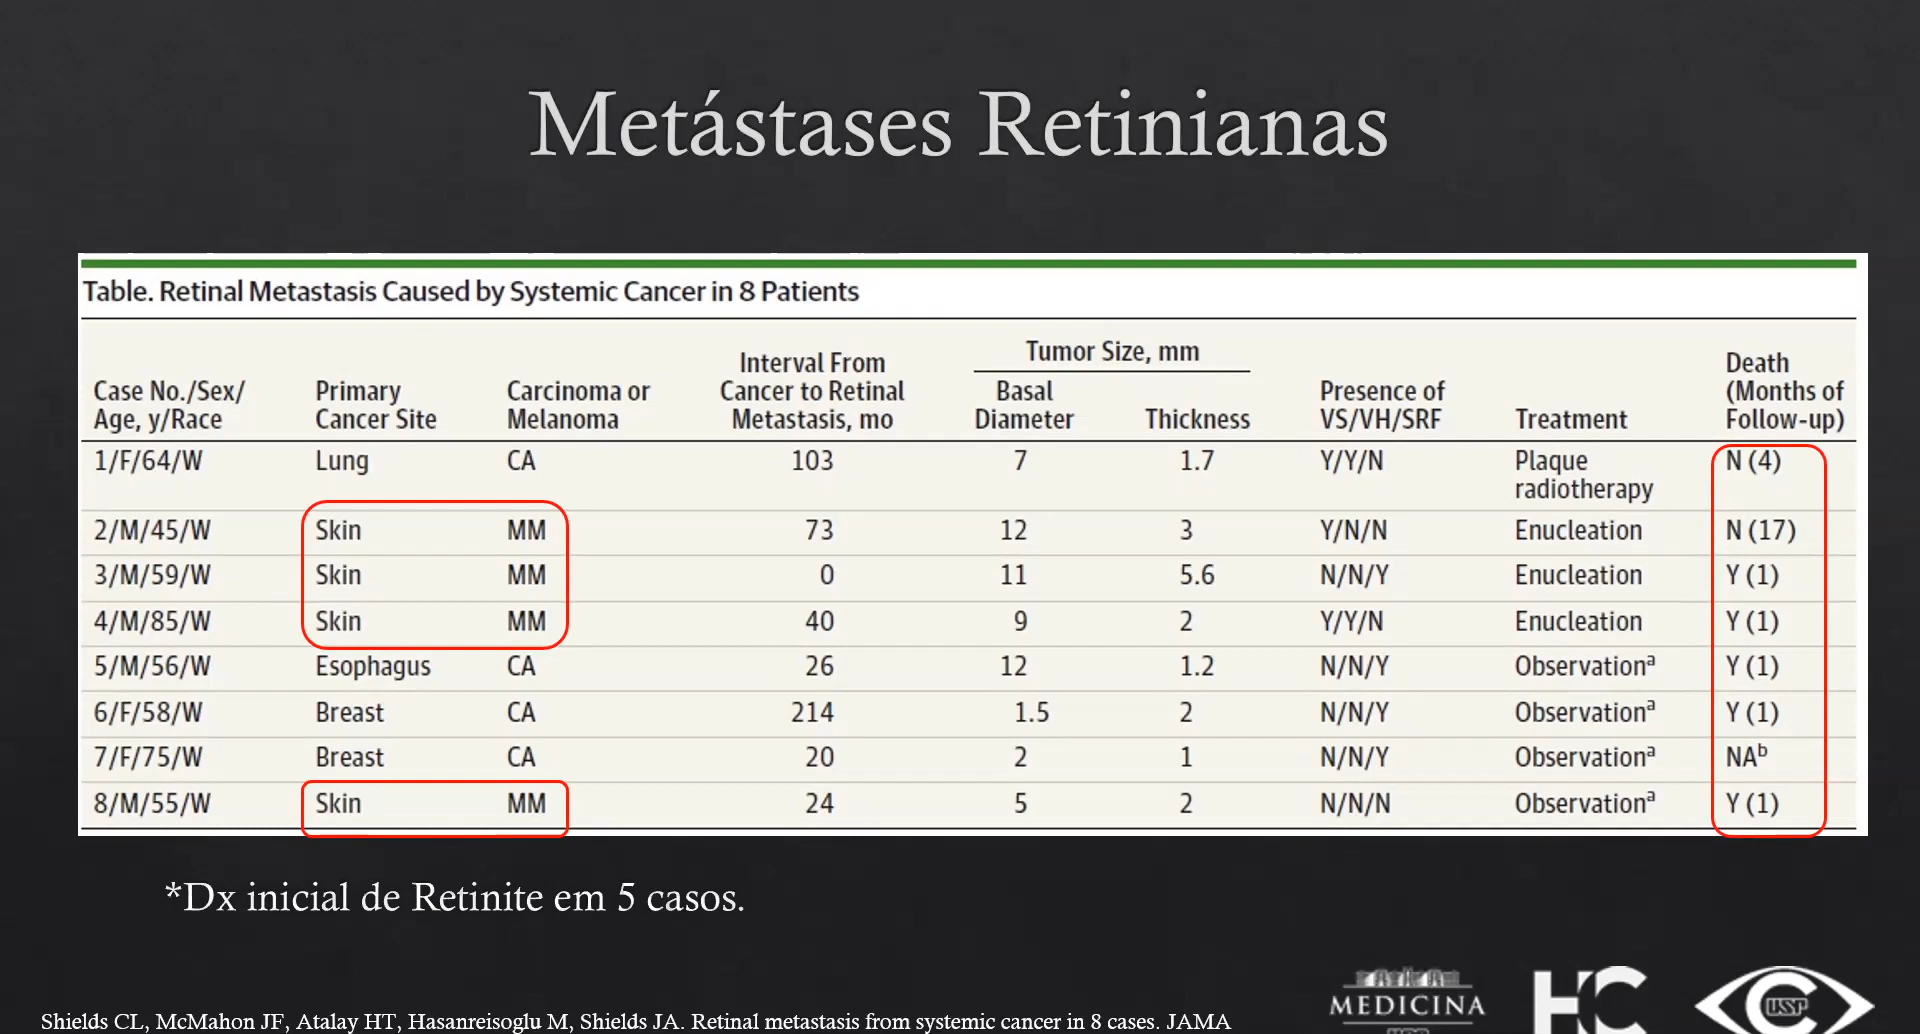 Metástases Retinianas
Table. Retinal Metastasis Caused by Systemic Cancer in 8 Patients
Case No./Sex/ Age, y/Race Primary Cancer Site Carcinoma or Melanoma Interval From Cancer to Retinal Metastasis, mo Tumor Size, mm Basal Diameter Thickness Presence of VS/VH/SRF Treatment Death (Months of Follow-up)
1/F/64/W Lung CA 103 7 1.7 Y/Y/N Plaque radiotherapy N (4)
2/M/45/W Skin MM 73 12 3 Y/N/N Enucleation N (17)
3/M/59/W Skin MM 0 11 5.6 N/N/Y Enucleation Y (1)
4/M/85/W Skin MM 40 9 2 Y/Y/N Enucleation Y (1)
5/M/56/W Esophagus CA 26 12 1.2 N/N/Y Observationᵃ Y (1)
6/F/58/W Breast CA 214 1.5 2 N/N/Y Observationᵃ Y (1)
7/F/75/W Breast CA 20 2 1 N/N/Y Observationᵃ NAᵇ
8/M/55/W Skin MM 24 5 2 N/N/N Observationᵃ Y (1)
*Dx inicial de Retinite em 5 casos.
Shields CL, McMahon JF, Atalay HT, Hasanreisoglu M, Shields JA. Retinal metastasis from systemic cancer in 8 cases. JAMA
MEDICINA
HC
USP